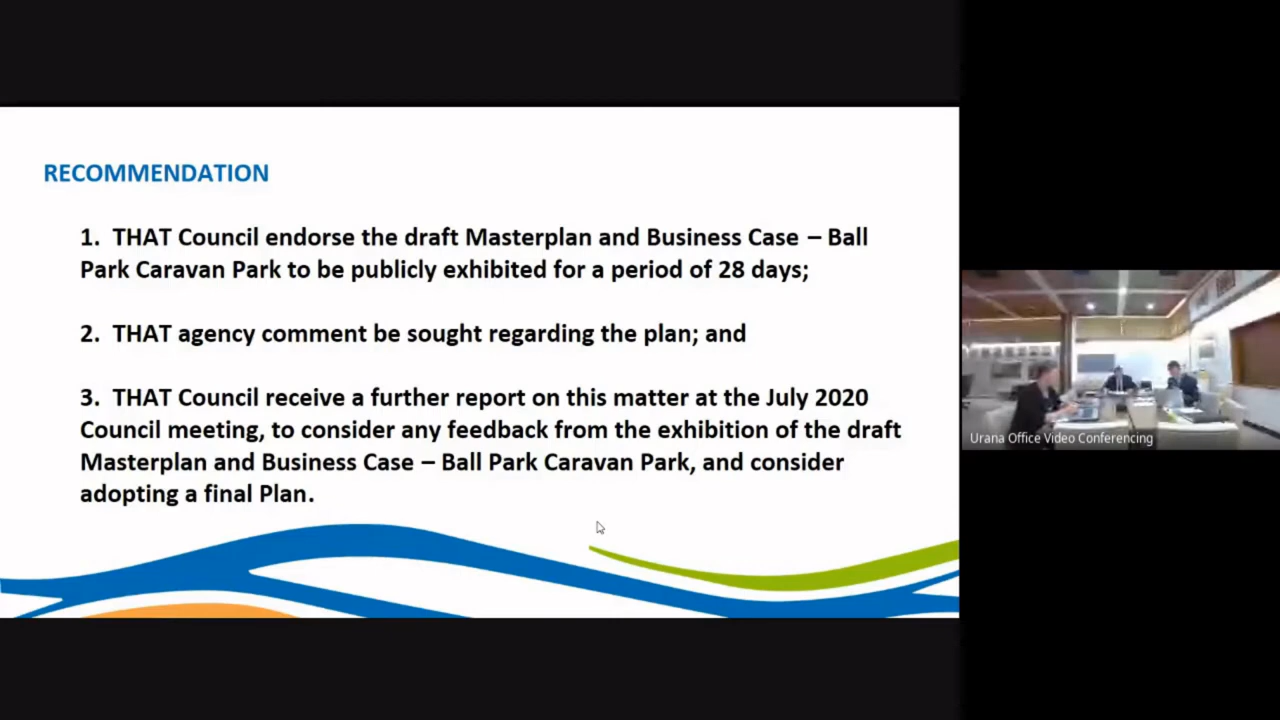 RECOMMENDATION
1. THAT Council endorse the draft Masterplan and Business Case – Ball
Park Caravan Park to be publicly exhibited for a period of 28 days;
2. THAT agency comment be sought regarding the plan; and
3. THAT Council receive a further report on this matter at the July 2020
Council meeting, to consider any feedback from the exhibition of the draft
Masterplan and Business Case – Ball Park Caravan Park, and consider
adopting a final Plan.
Urana Office Video Conferencing